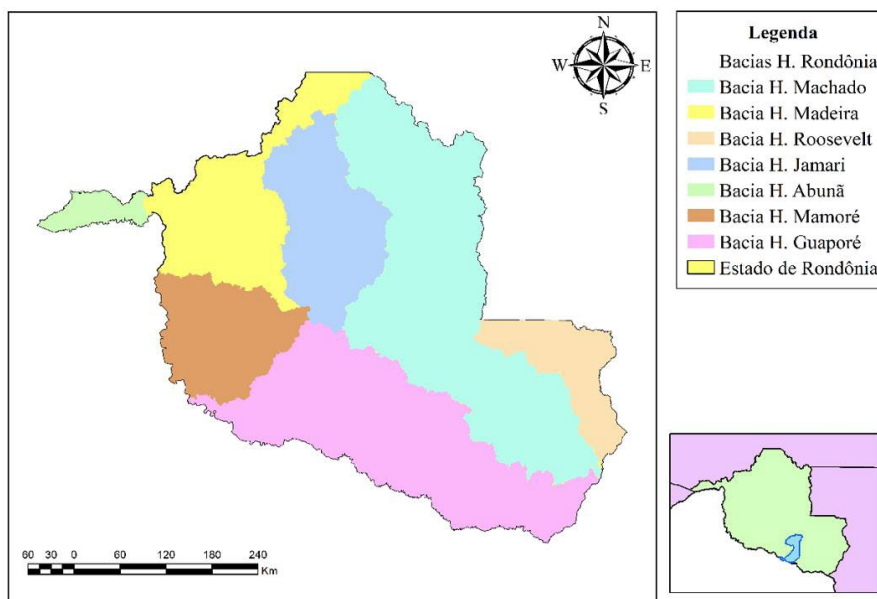 N
W E
S
60 30 0 60 120 180 240
Km
Legenda
Bacias H. Rondônia
Bacia H. Machado
Bacia H. Madeira
Bacia H. Roosevelt
Bacia H. Jamari
Bacia H. Abunã
Bacia H. Mamoré
Bacia H. Guaporé
Estado de Rondônia